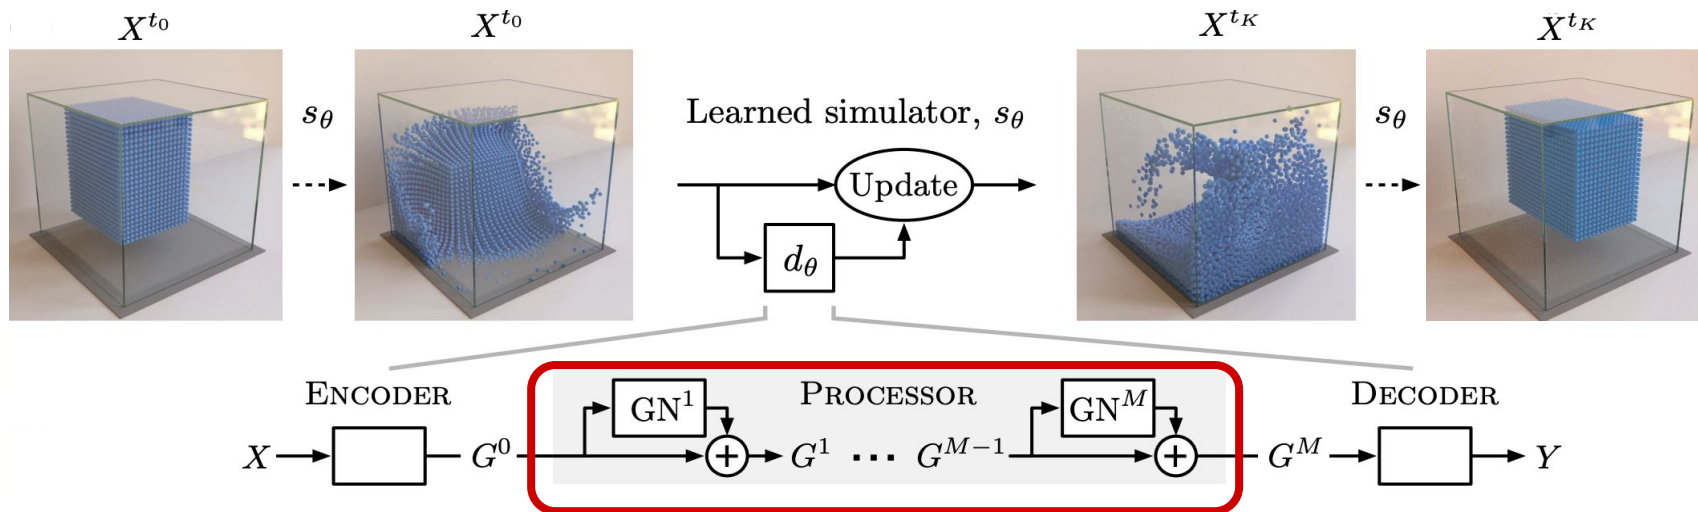 X^{t_0}
X^{t_0}
X^{t_K}
X^{t_K}
s_θ
Learned simulator, s_θ
s_θ
Update
d_θ
ENCODER
PROCESSOR
DECODER
GN^1
GN^M
X
G^0
+
G^1
···
G^{M-1}
+
G^M
Y